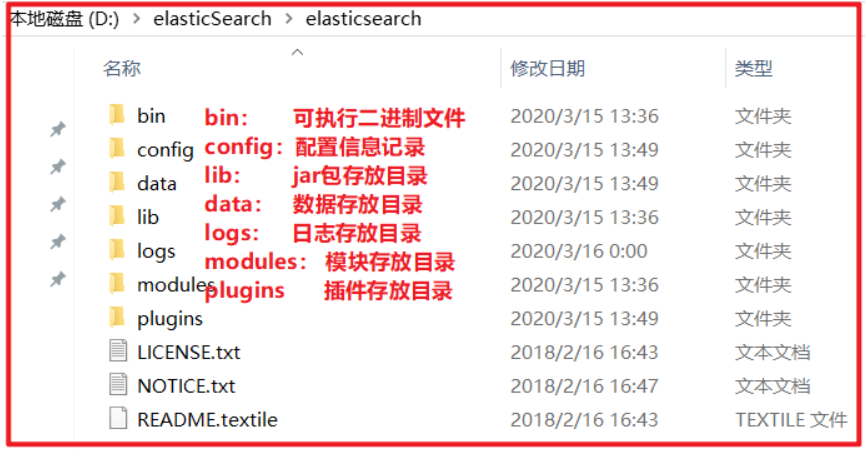 本地磁盘 (D:) > elasticSearch > elasticsearch
名称 修改日期 类型
bin 2020/3/15 13:36 文件夹
config 2020/3/15 13:49 文件夹
data 2020/3/15 13:49 文件夹
lib 2020/3/15 13:36 文件夹
logs 2020/3/16 0:00 文件夹
modules 2020/3/15 13:36 文件夹
plugins 2020/3/15 13:49 文件夹
LICENSE.txt 2018/2/16 16:43 文本文档
NOTICE.txt 2018/2/16 16:47 文本文档
README.textile 2018/2/16 16:43 TEXTILE 文件
bin： 可执行二进制文件
config：配置信息记录
lib： jar包存放目录
data： 数据存放目录
logs： 日志存放目录
modules： 模块存放目录
plugins 插件存放目录